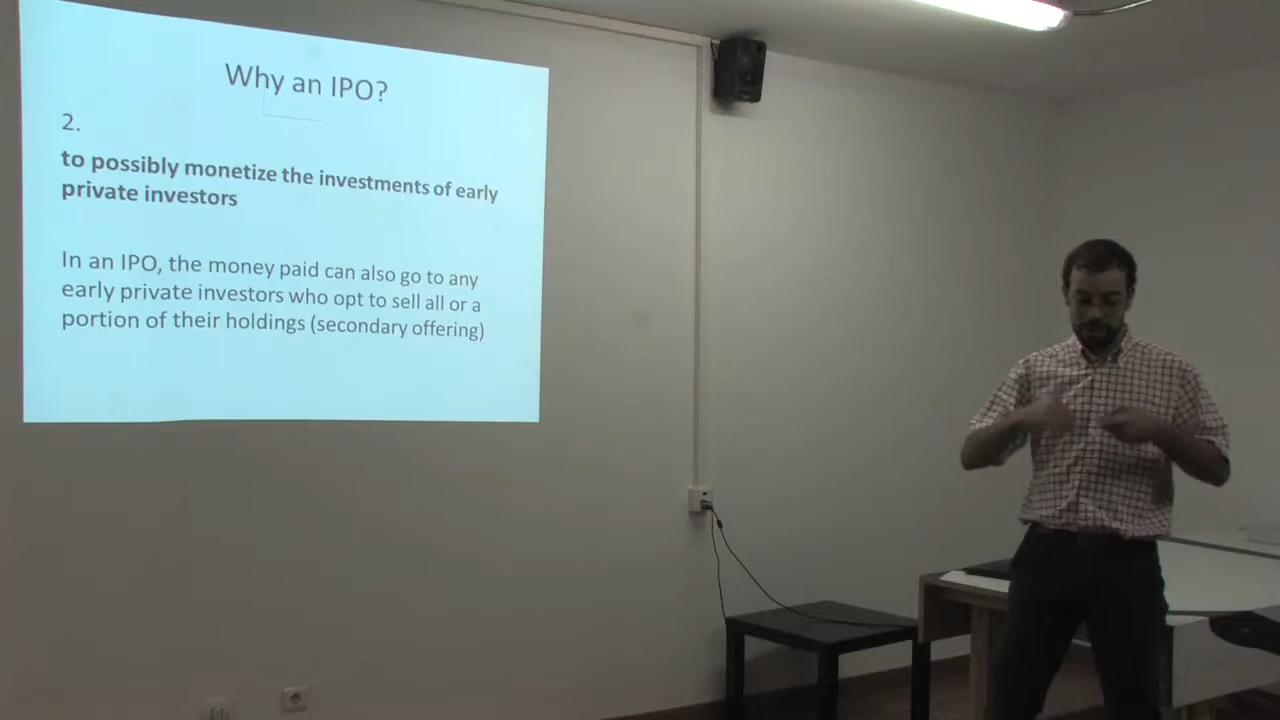 Why an IPO?
2.
to possibly monetize the investments of early
private investors
In an IPO, the money paid can also go to any
early private investors who opt to sell all or a
portion of their holdings (secondary offering)